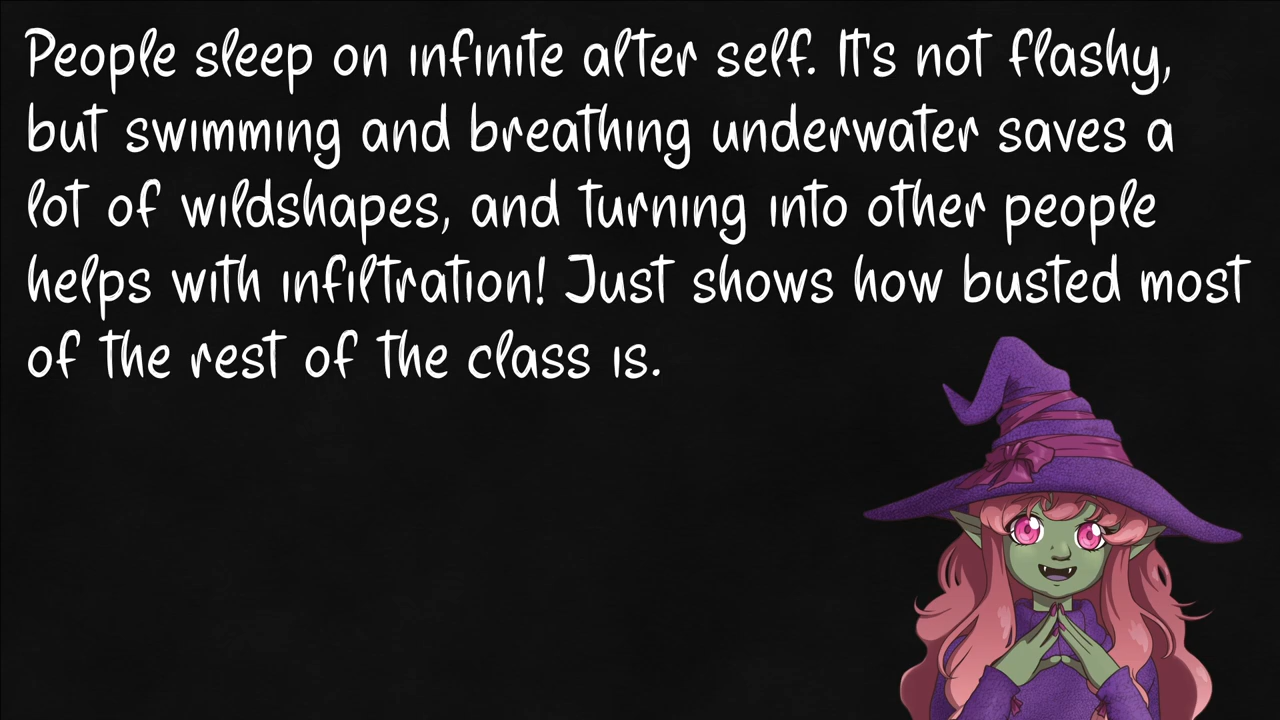 People sleep on infinite alter self. It's not flashy,
but swimming and breathing underwater saves a
lot of wildshapes, and turning into other people
helps with infiltration! Just shows how busted most
of the rest of the class is.